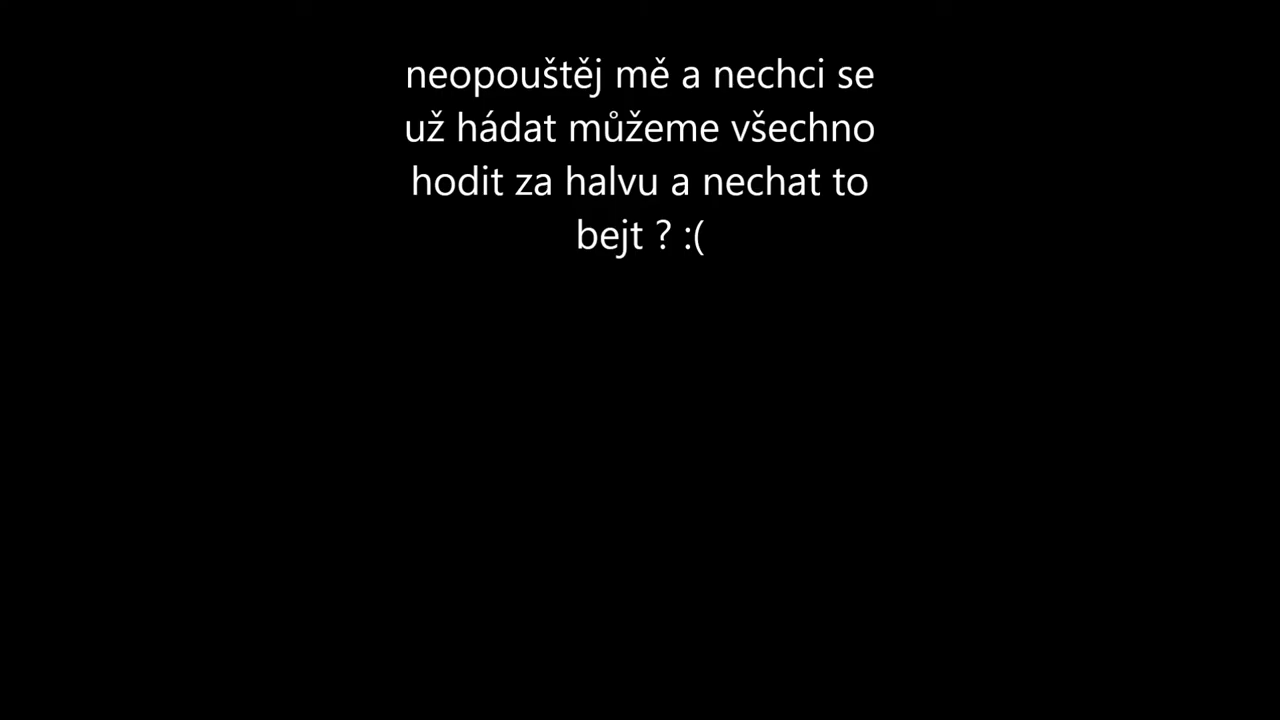 neopouštěj mě a nechci se
už hádat můžeme všechno
hodit za halvu a nechat to
bejt ? :(